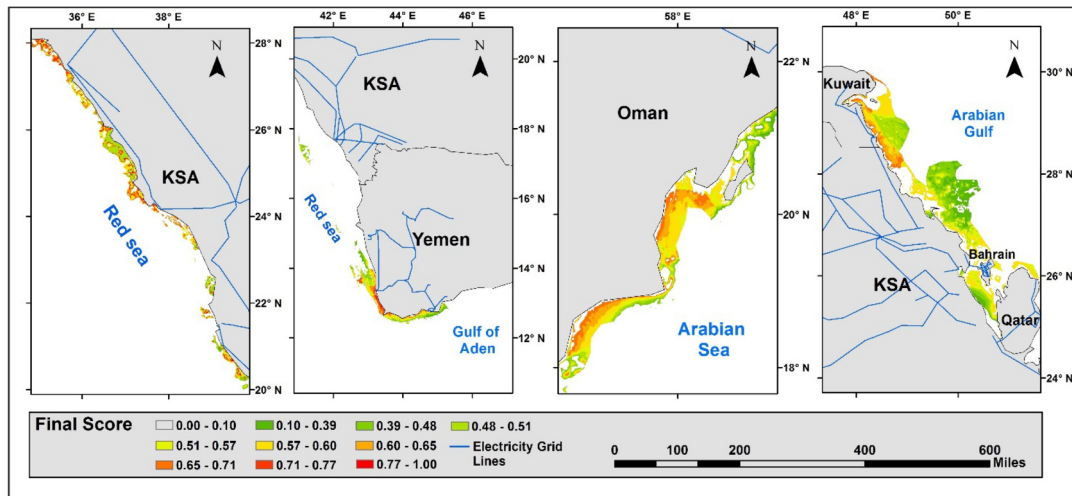 36° E
38° E
42° E
44° E
46° E
58° E
48° E
50° E
28° N
26° N
24° N
22° N
20° N
N
KSA
Red sea
20° N
18° N
16° N
14° N
12° N
N
KSA
Red sea
Yemen
Gulf of
Aden
22° N
20° N
18° N
N
Oman
Arabian
Sea
30° N
28° N
26° N
24° N
N
Kuwait
Arabian
Gulf
Bahrain
KSA
Qatar
Final Score
0.00 - 0.10
0.10 - 0.39
0.39 - 0.48
0.48 - 0.51
0.51 - 0.57
0.57 - 0.60
0.60 - 0.65
Electricity Grid
Lines
0.65 - 0.71
0.71 - 0.77
0.77 - 1.00
0 100 200 400 600
Miles